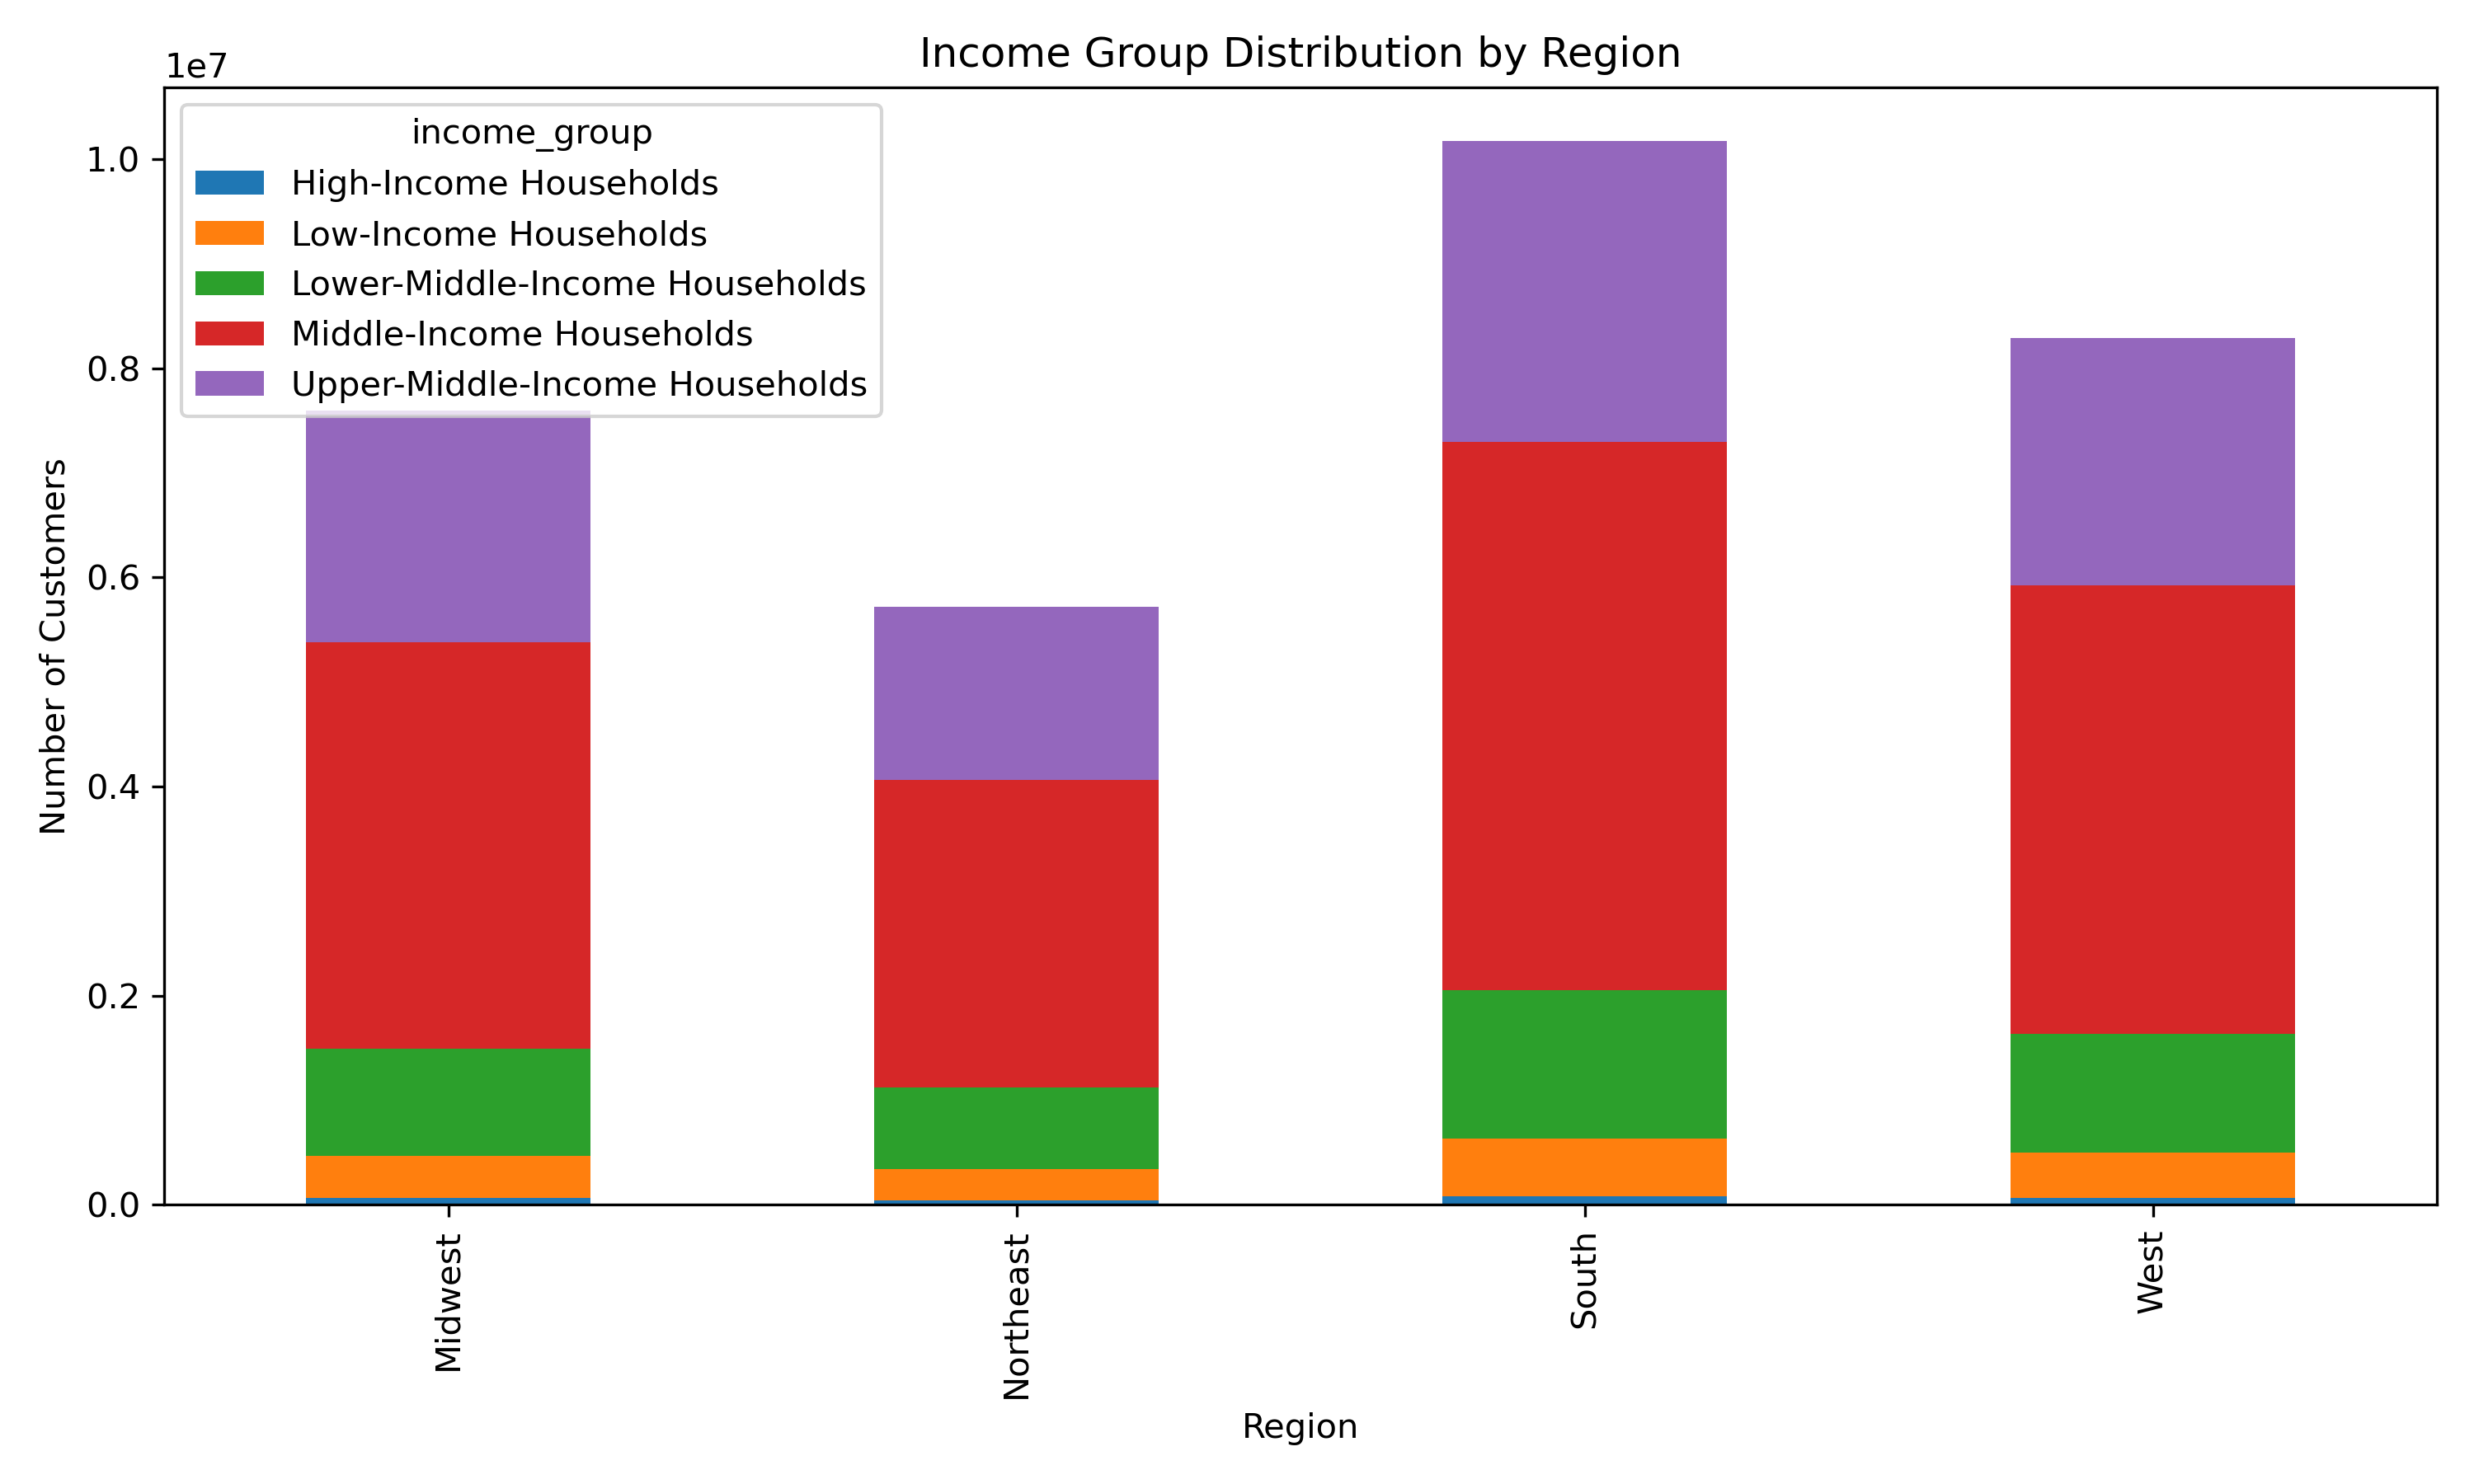 Income Group Distribution by Region
1e7
income_group
High-Income Households
Low-Income Households
Lower-Middle-Income Households
Middle-Income Households
Upper-Middle-Income Households
1.0
0.8
0.6
0.4
0.2
0.0
Number of Customers
Midwest
Northeast
South
West
Region